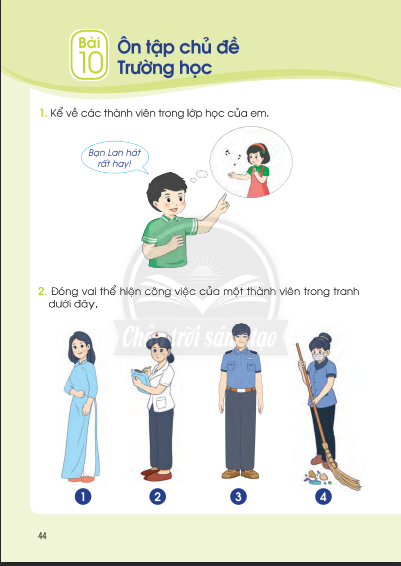 Bài
10
Ôn tập chủ đề
Trường học
1. Kể về các thành viên trong lớp học của em.
Bạn Lan hát
rất hay!
2. Đóng vai thể hiện công việc của một thành viên trong tranh
dưới đây.
Chân trời sáng tạo
1
2
3
4
44